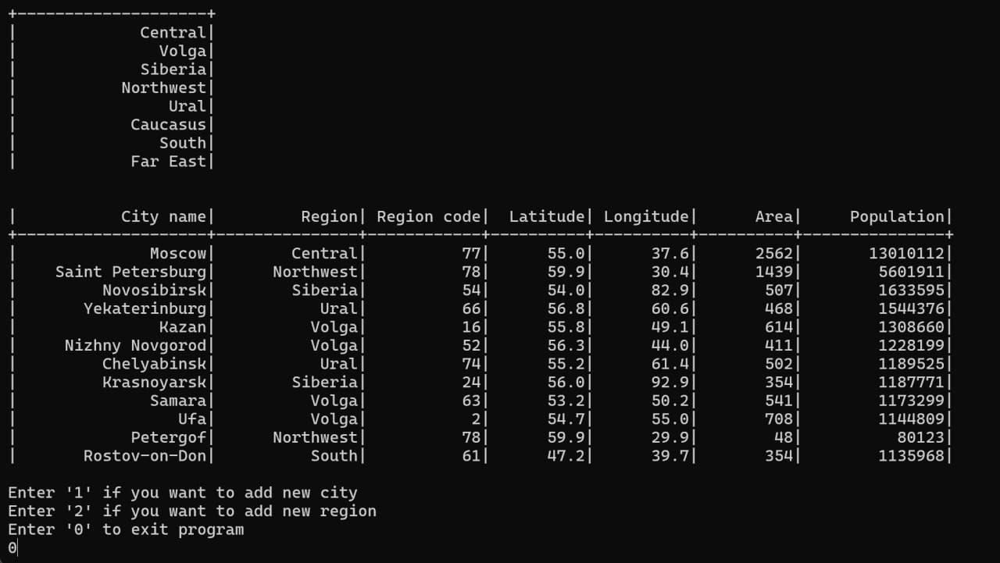 +--------------------+
|             Central|
|               Volga|
|             Siberia|
|           Northwest|
|                Ural|
|            Caucasus|
|               South|
|            Far East|
|           City name|         Region| Region code|  Latitude| Longitude|      Area|     Population|
+--------------------+---------------+------------+----------+----------+----------+---------------+
|              Moscow|        Central|          77|      55.0|      37.6|      2562|       13010112|
|    Saint Petersburg|      Northwest|          78|      59.9|      30.4|      1439|        5601911|
|         Novosibirsk|        Siberia|          54|      54.0|      82.9|       507|        1633595|
|       Yekaterinburg|           Ural|          66|      56.8|      60.6|       468|        1544376|
|               Kazan|          Volga|          16|      55.8|      49.1|       614|        1308660|
|     Nizhny Novgorod|          Volga|          52|      56.3|      44.0|       411|        1228199|
|         Chelyabinsk|           Ural|          74|      55.2|      61.4|       502|        1189525|
|         Krasnoyarsk|        Siberia|          24|      56.0|      92.9|       354|        1187771|
|              Samara|          Volga|          63|      53.2|      50.2|       541|        1173299|
|                 Ufa|          Volga|           2|      54.7|      55.0|       708|        1144809|
|            Petergof|      Northwest|          78|      59.9|      29.9|        48|          80123|
|       Rostov-on-Don|          South|          61|      47.2|      39.7|       354|        1135968|
Enter '1' if you want to add new city
Enter '2' if you want to add new region
Enter '0' to exit program
0